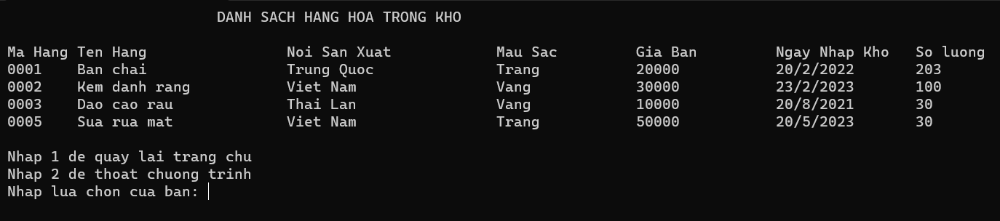 DANH SACH HANG HOA TRONG KHO
Ma Hang Ten Hang Noi San Xuat Mau Sac Gia Ban Ngay Nhap Kho So luong
0001 Ban chai Trung Quoc Trang 20000 20/2/2022 203
0002 Kem danh rang Viet Nam Vang 30000 23/2/2023 100
0003 Dao cao rau Thai Lan Vang 10000 20/8/2021 30
0005 Sua rua mat Viet Nam Trang 50000 20/5/2023 30
Nhap 1 de quay lai trang chu
Nhap 2 de thoat chuong trinh
Nhap lua chon cua ban: